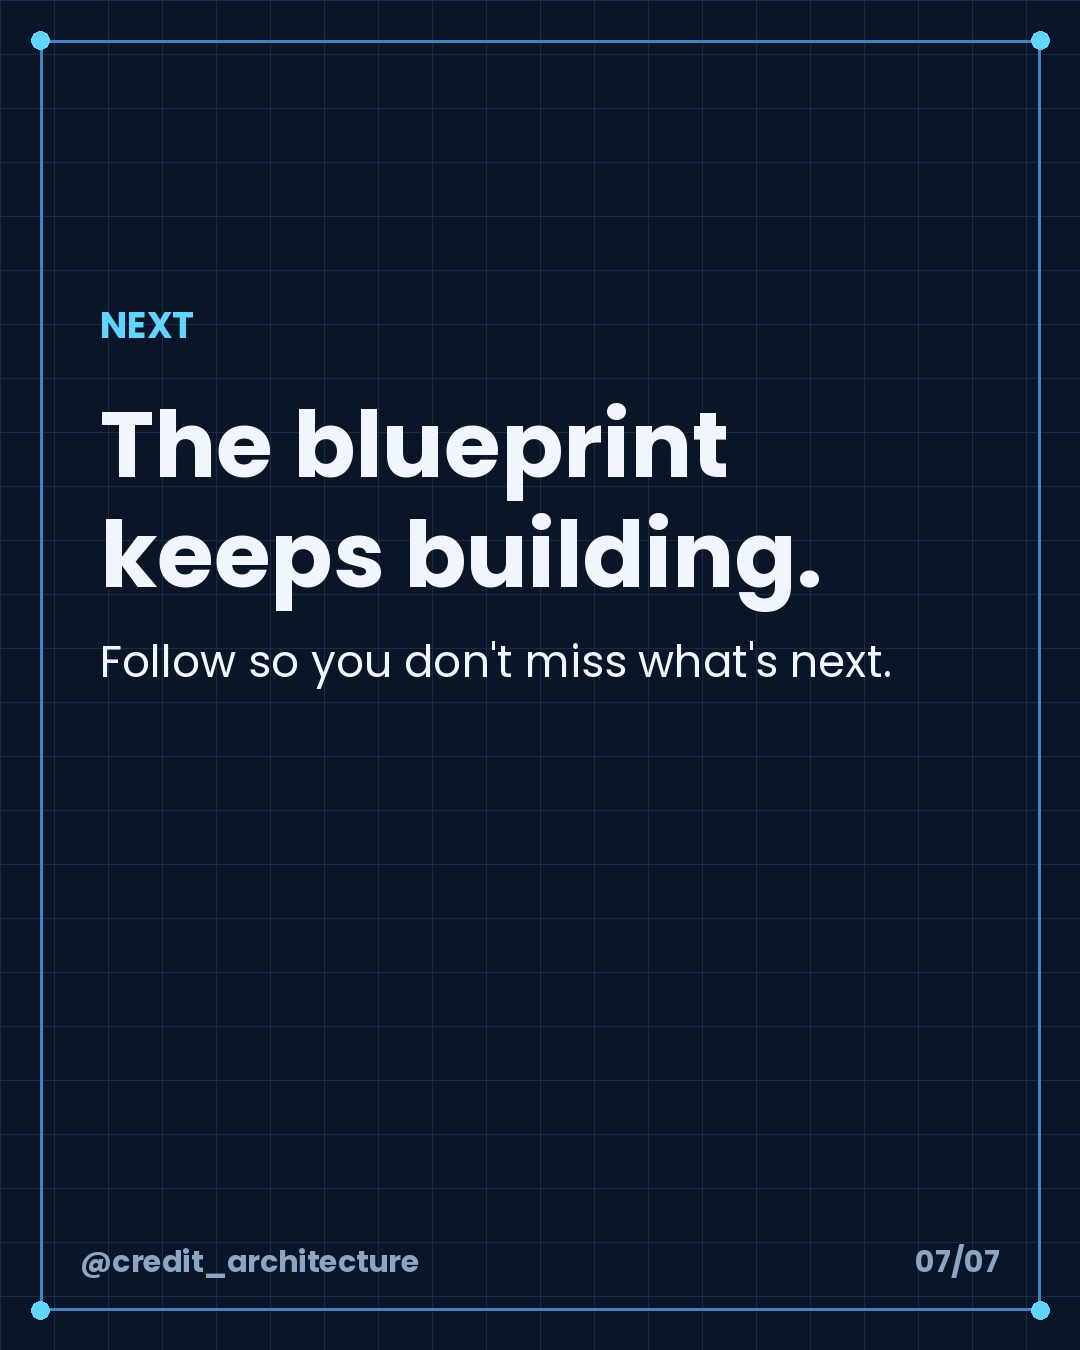 NEXT
The blueprint
keeps building.
Follow so you don't miss what's next.
@credit_architecture
07/07